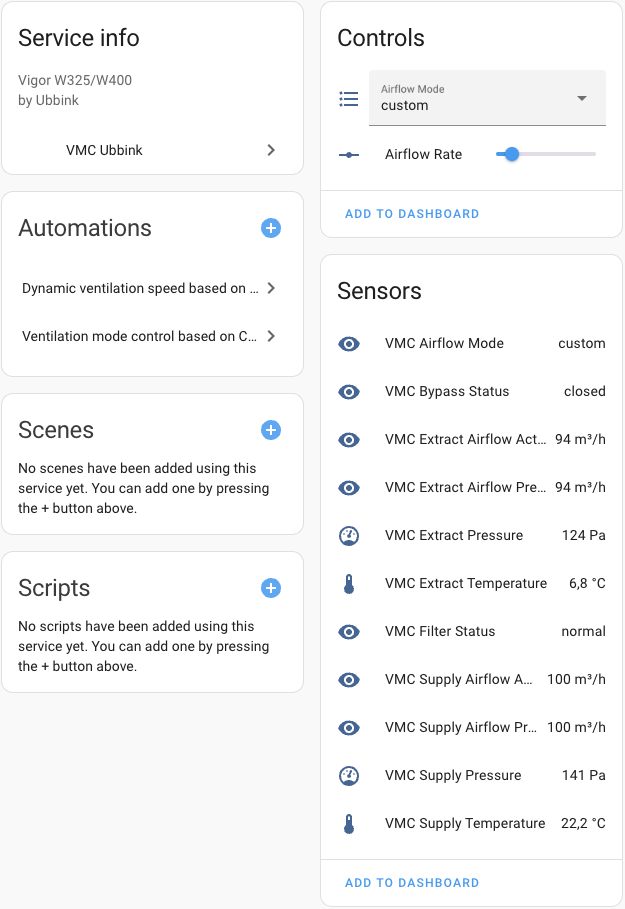 Service info
Vigor W325/W400
by Ubbink
VMC Ubbink
Automations
Dynamic ventilation speed based on ...
Ventilation mode control based on C...
Scenes
No scenes have been added using this
service yet. You can add one by pressing
the + button above.
Scripts
No scripts have been added using this
service yet. You can add one by pressing
the + button above.
Controls
Airflow Mode
custom
Airflow Rate
ADD TO DASHBOARD
Sensors
VMC Airflow Mode custom
VMC Bypass Status closed
VMC Extract Airflow Act... 94 m³/h
VMC Extract Airflow Pre... 94 m³/h
VMC Extract Pressure 124 Pa
VMC Extract Temperature 6,8 °C
VMC Filter Status normal
VMC Supply Airflow A... 100 m³/h
VMC Supply Airflow Pr... 100 m³/h
VMC Supply Pressure 141 Pa
VMC Supply Temperature 22,2 °C
ADD TO DASHBOARD